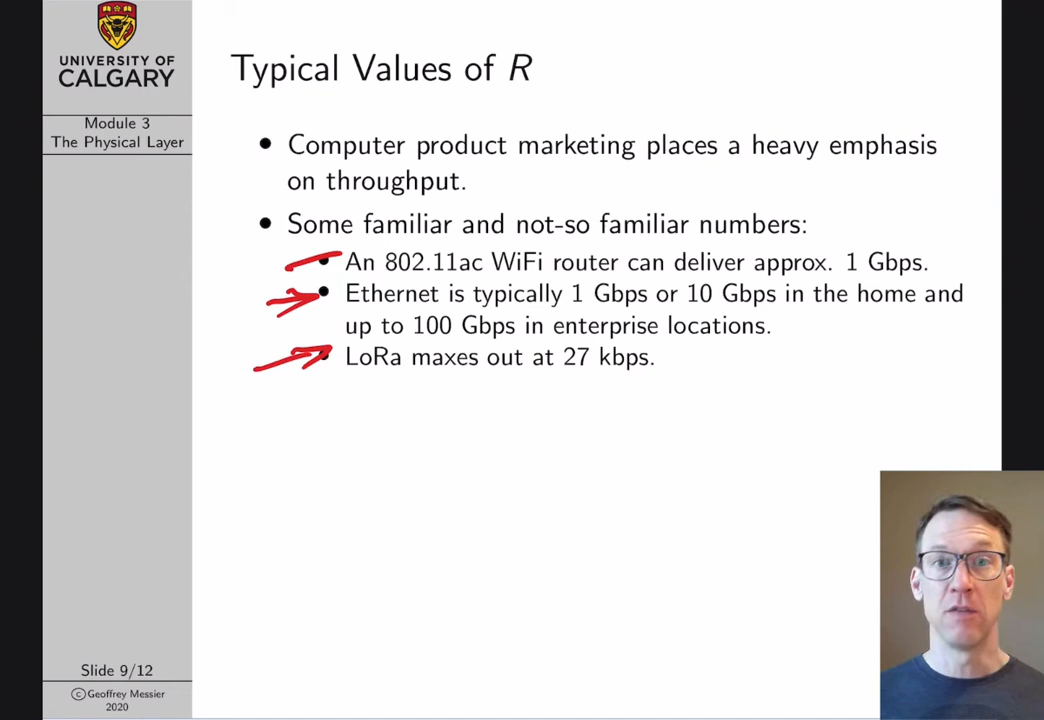 UNIVERSITY OF
CALGARY
Module 3
The Physical Layer
Typical Values of R
• Computer product marketing places a heavy emphasis
on throughput.
• Some familiar and not-so familiar numbers:
• An 802.11ac WiFi router can deliver approx. 1 Gbps.
• Ethernet is typically 1 Gbps or 10 Gbps in the home and
up to 100 Gbps in enterprise locations.
• LoRa maxes out at 27 kbps.
Slide 9/12
©Geoffrey Messier
2020